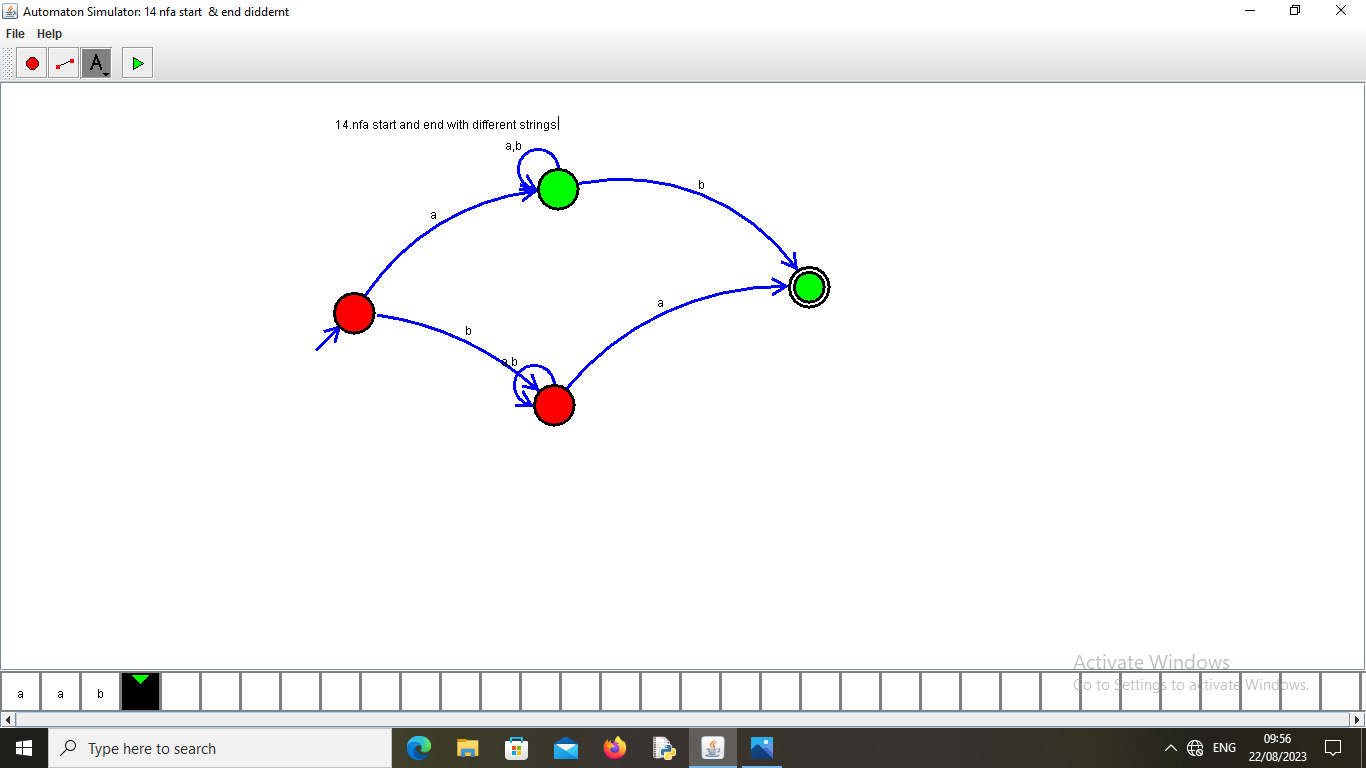 Automaton Simulator: 14 nfa start & end diddernt
File Help
A
14.nfa start and end with different strings
a,b
b
a
a
b
a,b
Activate Windows
Go to Settings to activate Windows.
a a b
Type here to search
ENG
09:56
22/08/2023